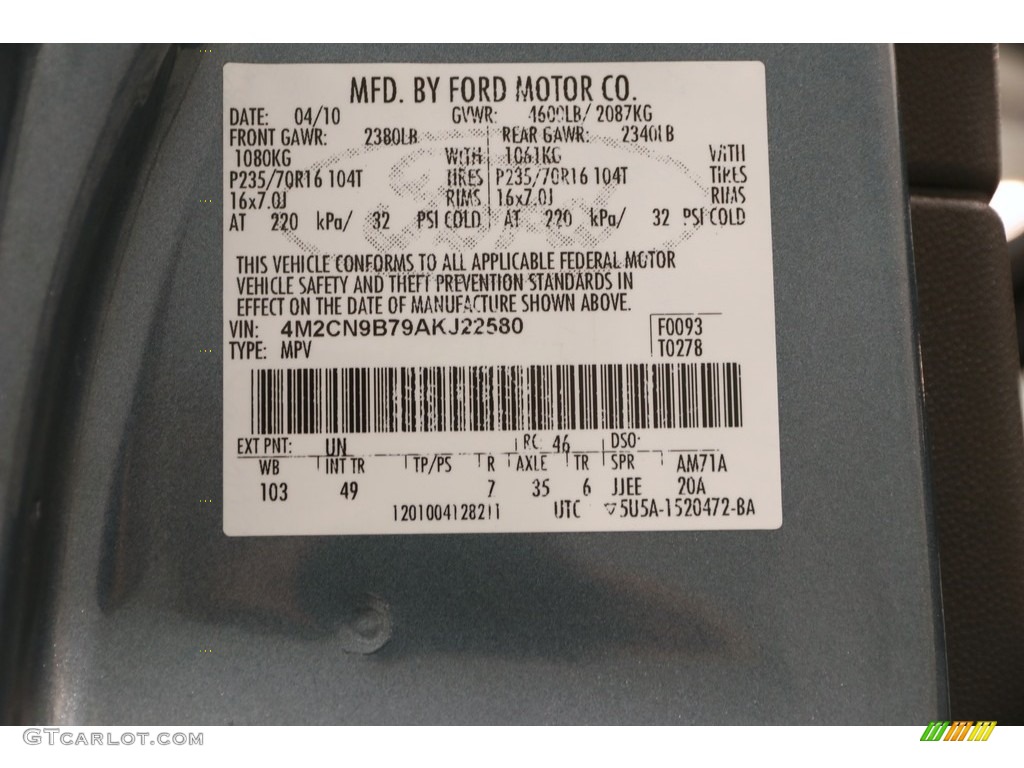 MFD. BY FORD MOTOR CO.
DATE: 04/10 GVWR: 4600LB/ 2087KG
FRONT GAWR: 2380LB REAR GAWR: 2340LB
1080KG WITH 1061KG WITH
P235/70R16 104T TIRES P235/70R16 104T TIRES
16x7.0J RIMS 16x7.0J RIMS
AT 220 kPa/ 32 PSI COLD AT 220 kPa/ 32 PSI COLD
THIS VEHICLE CONFORMS TO ALL APPLICABLE FEDERAL MOTOR
VEHICLE SAFETY AND THEFT PREVENTION STANDARDS IN
EFFECT ON THE DATE OF MANUFACTURE SHOWN ABOVE.
VIN: 4M2CN9B79AKJ22580 F0093
TYPE: MPV T0278
EXT PNT: UN RC: 46 DSO:
WB INT TR TP/PS R AXLE TR SPR AM71A
103 49 7 35 6 JJEE 20A
1201004128211 UTC ▽5U5A-1520472-BA
GTCARLOT.COM